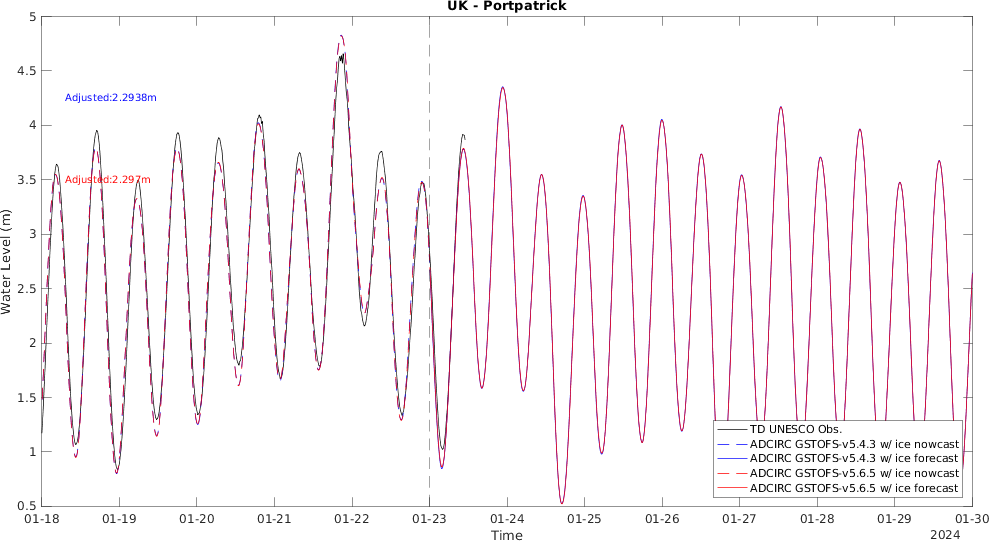 UK - Portpatrick
5
4.5
4
3.5
3
2.5
2
1.5
1
0.5
Water Level (m)
Adjusted:2.2938m
Adjusted:2.297m
TD UNESCO Obs.
ADCIRC GSTOFS-v5.4.3 w/ ice nowcast
ADCIRC GSTOFS-v5.4.3 w/ ice forecast
ADCIRC GSTOFS-v5.6.5 w/ ice nowcast
ADCIRC GSTOFS-v5.6.5 w/ ice forecast
01-18 01-19 01-20 01-21 01-22 01-23 01-24 01-25 01-26 01-27 01-28 01-29 01-30
Time
2024